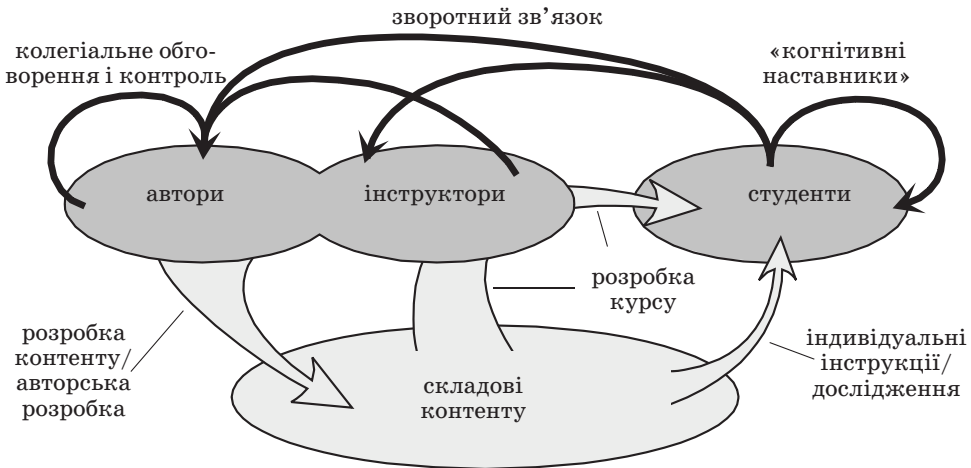 зворотний зв’язок
колегіальне обго-
ворення і контроль
«когнітивні
наставники»
автори
інструктори
студенти
розробка
курсу
розробка
контенту/
авторська
розробка
складові
контенту
індивідуальні
інструкції/
дослідження